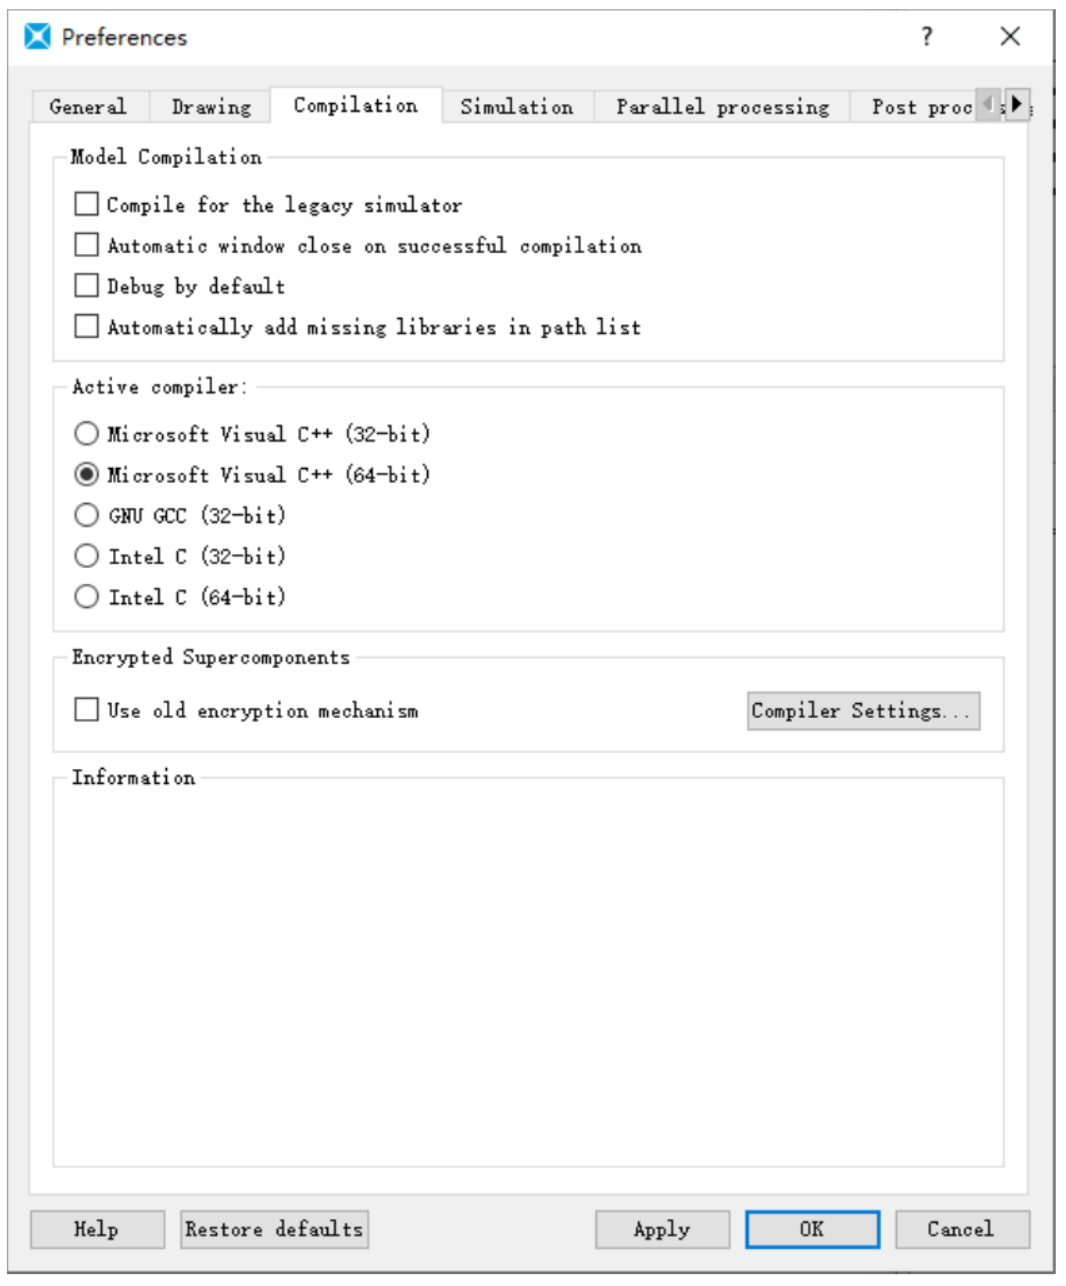 Preferences
?
General Drawing Compilation Simulation Parallel processing Post proc
Model Compilation
Compile for the legacy simulator
Automatic window close on successful compilation
Debug by default
Automatically add missing libraries in path list
Active compiler:
Microsoft Visual C++ (32-bit)
Microsoft Visual C++ (64-bit)
GNU GCC (32-bit)
Intel C (32-bit)
Intel C (64-bit)
Encrypted Supercomponents
Use old encryption mechanism Compiler Settings...
Information
Help Restore defaults Apply OK Cancel